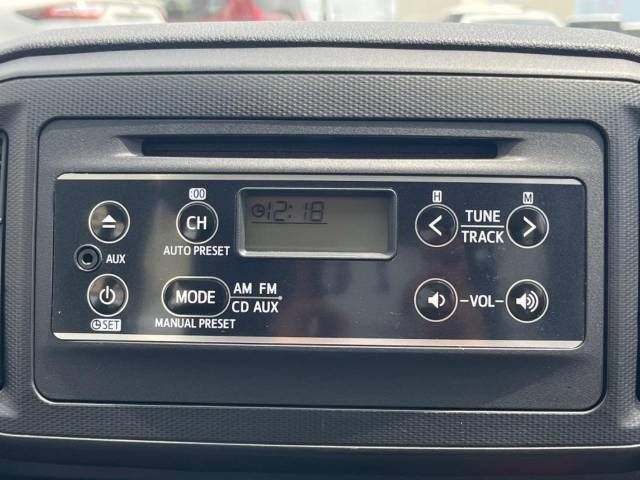 :00
H
M
12:18
CH
TUNE
TRACK
AUTO PRESET
AUX
MODE
AM FM
CD AUX
-VOL-
SET
MANUAL PRESET